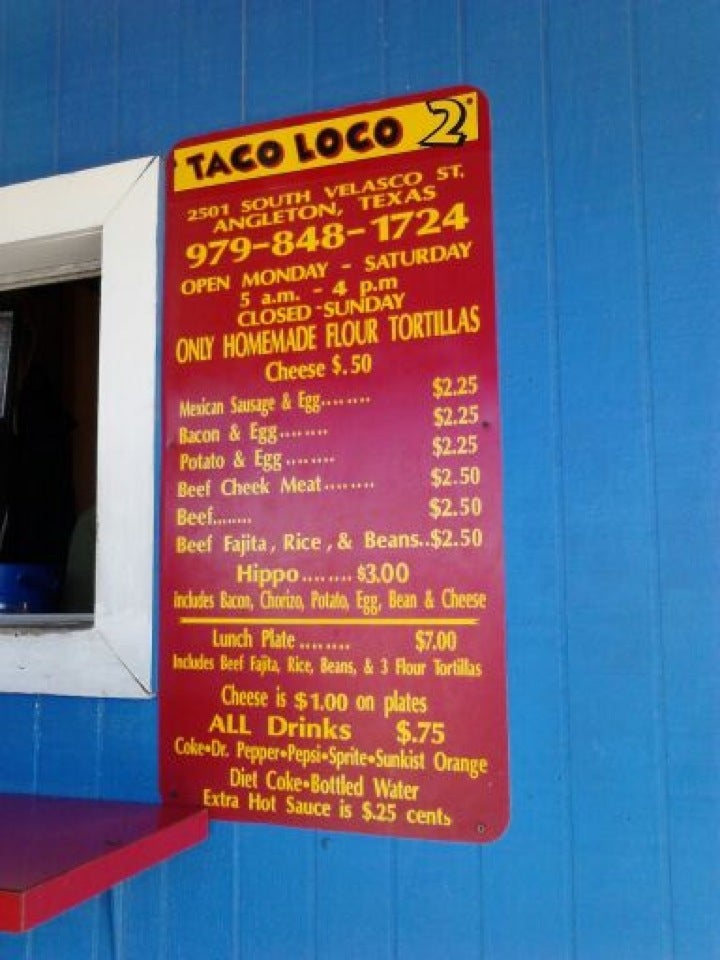 TACO LOCO 2
2501 SOUTH VELASCO ST.
ANGLETON, TEXAS
979-848-1724
OPEN MONDAY - SATURDAY
5 a.m. - 4 p.m
CLOSED - SUNDAY
ONLY HOMEMADE FLOUR TORTILLAS
Cheese $.50
Mexican Sausage & Egg........ $2.25
Bacon & Egg........ $2.25
Potato & Egg........ $2.25
Beef Cheek Meat........ $2.50
Beef........ $2.50
Beef Fajita, Rice, & Beans..$2.50
Hippo........ $3.00
Includes Bacon, Chorizo, Potato, Egg, Bean & Cheese
Lunch Plate........ $7.00
Includes Beef Fajita, Rice, Beans, & 3 Flour Tortillas
Cheese is $1.00 on plates
ALL Drinks $.75
Coke•Dr. Pepper•Pepsi•Sprite•Sunkist Orange
Diet Coke•Bottled Water
Extra Hot Sauce is $.25 cents